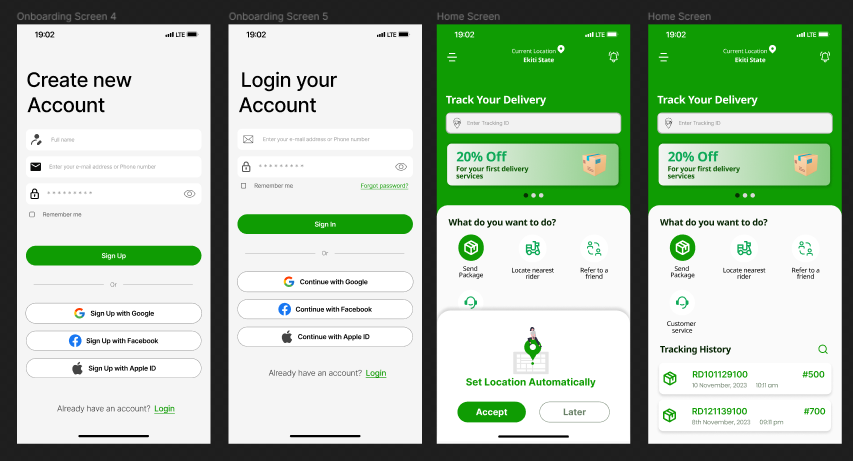 Onboarding Screen 4
19:02
LTE
Create new
Account
Full name
Enter your e-mail address or Phone number
Remember me
Sign Up
Or
Sign Up with Google
Sign Up with Facebook
Sign Up with Apple ID
Already have an account? Login
Onboarding Screen 5
19:02
LTE
Login your
Account
Enter your e-mail address or Phone number
Remember me
Forgot password?
Sign In
Or
Continue with Google
Continue with Facebook
Continue with Apple ID
Already have an account? Login
Home Screen
19:02
LTE
Current Location
Ekiti State
Track Your Delivery
Enter Tracking ID
20% Off
For your first delivery
services
What do you want to do?
Send
Package
Locate nearest
rider
Refer to a
friend
Set Location Automatically
Accept
Later
Home Screen
19:02
LTE
Current Location
Ekiti State
Track Your Delivery
Enter Tracking ID
20% Off
For your first delivery
services
What do you want to do?
Send
Package
Locate nearest
rider
Refer to a
friend
Customer
service
Tracking History
RD101129100
#500
10 November, 2023
10:11 am
RD121139100
#700
8th November, 2023
09:11 pm